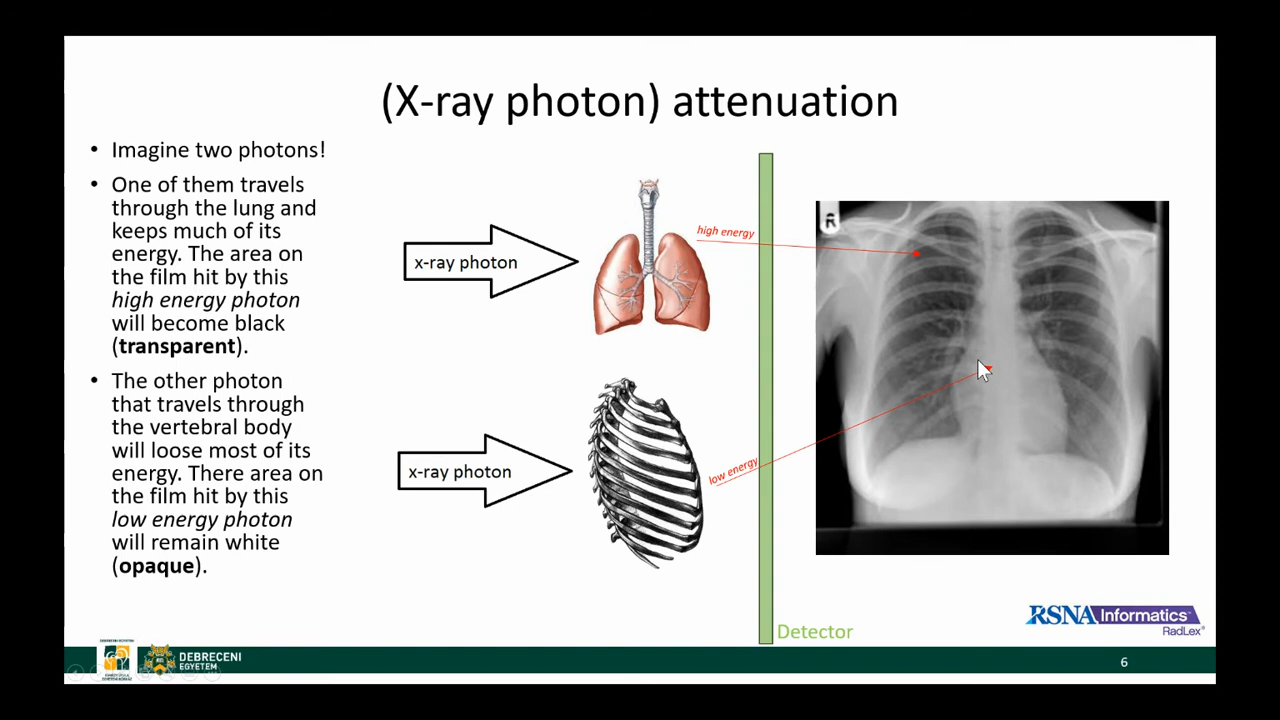 (X-ray photon) attenuation
• Imagine two photons!
• One of them travels
through the lung and
keeps much of its
energy. The area on
the film hit by this
high energy photon
will become black
(transparent).
• The other photon
that travels through
the vertebral body
will loose most of its
energy. There area on
the film hit by this
low energy photon
will remain white
(opaque).
x-ray photon
high energy
x-ray photon
low energy
R
Detector
RSNA Informatics
RadLex
DEBRECENI
EGYETEM
6